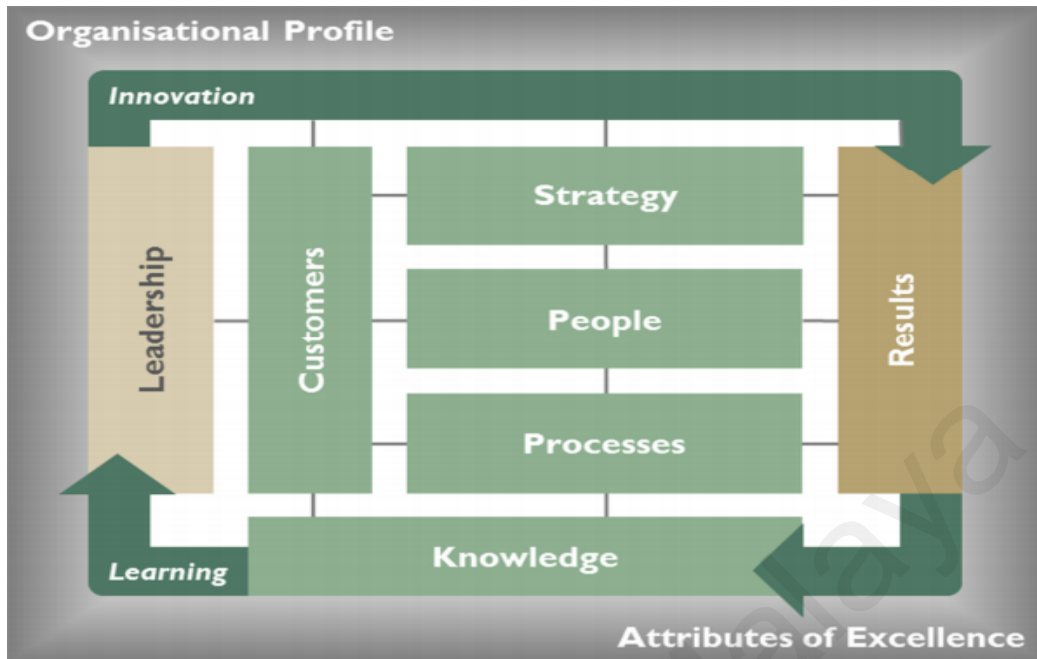 Organisational Profile
Innovation
Leadership
Customers
Strategy
People
Processes
Results
Knowledge
Learning
Attributes of Excellence